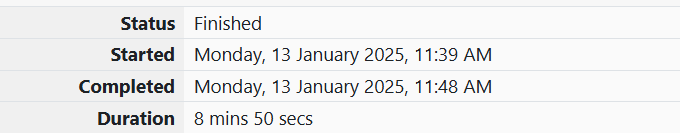 Status Finished
Started Monday, 13 January 2025, 11:39 AM
Completed Monday, 13 January 2025, 11:48 AM
Duration 8 mins 50 secs